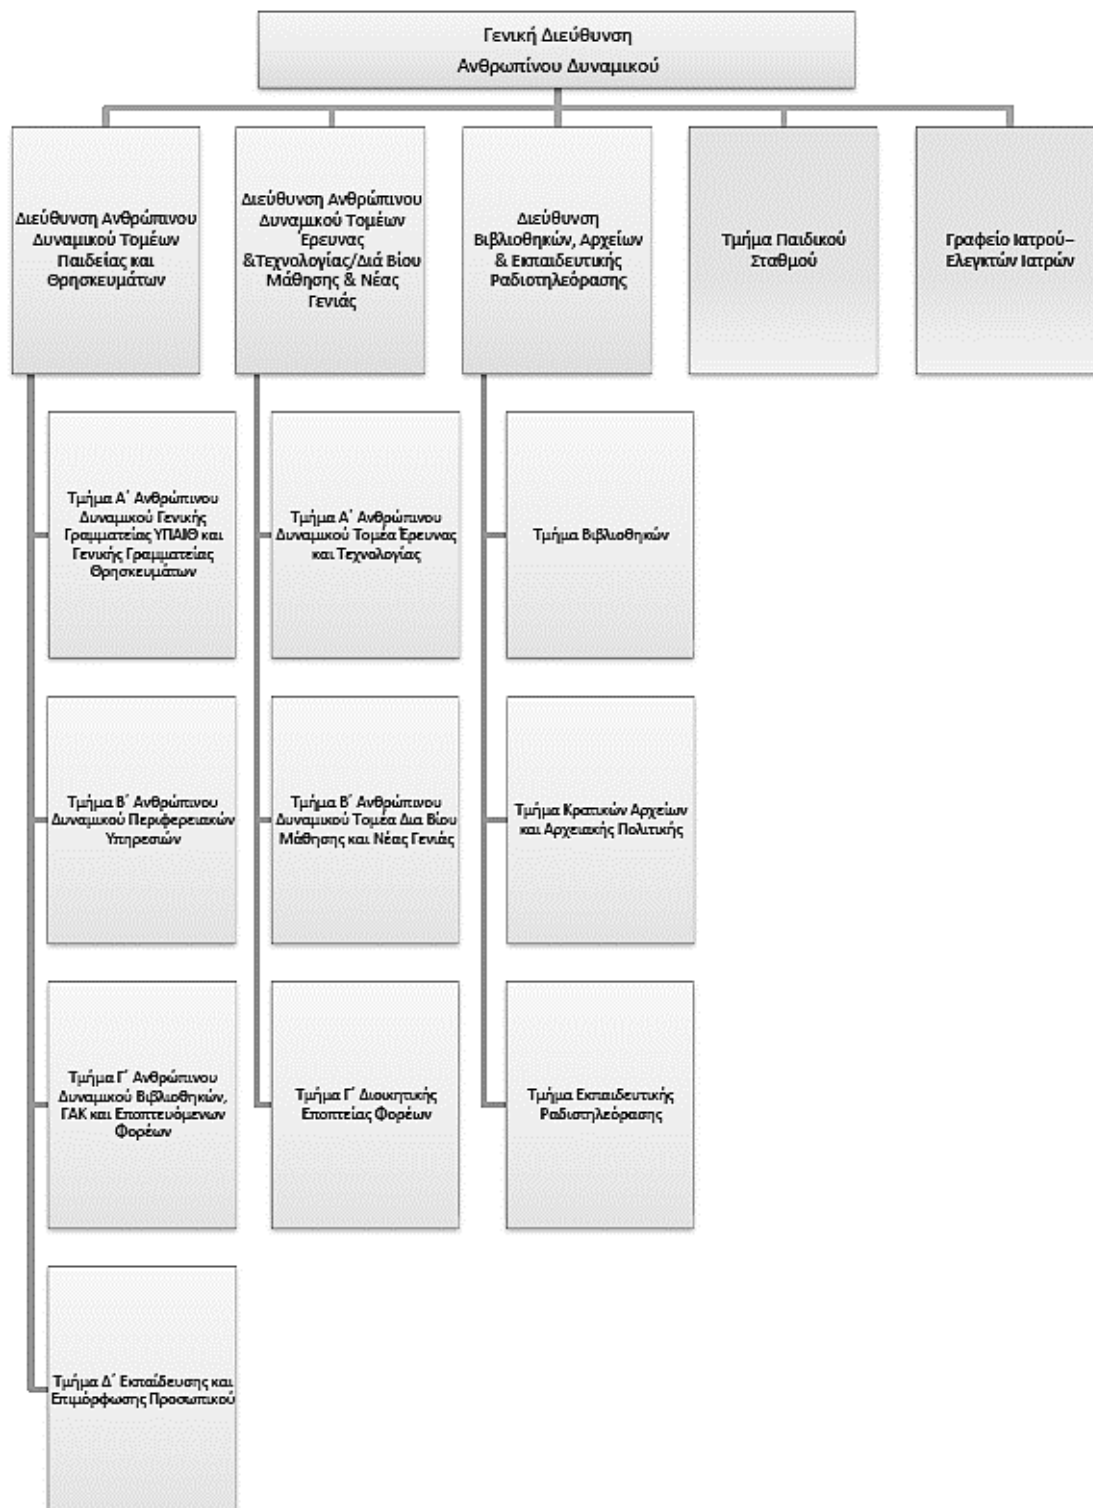 Γενική Διεύθυνση
Ανθρωπίνου Δυναμικού
Διεύθυνση Ανθρώπινου
Δυναμικού Τομέων
Παιδείας και
Θρησκευμάτων
Διεύθυνση Ανθρώπινου
Δυναμικού Τομέων
Έρευνας
&Τεχνολογίας/Διά Βίου
Μάθησης & Νέας
Γενιάς
Διεύθυνση
Βιβλιοθηκών, Αρχείων
& Εκπαιδευτικής
Ραδιοτηλεόρασης
Τμήμα Παιδικού
Σταθμού
Γραφείο Ιατρού–
Ελεγκτών Ιατρών
Τμήμα Α΄ Ανθρώπινου
Δυναμικού Γενικής
Γραμματείας ΥΠΑΙΘ και
Γενικής Γραμματείας
Θρησκευμάτων
Τμήμα Α΄ Ανθρώπινου
Δυναμικού Τομέα Έρευνας
και Τεχνολογίας
Τμήμα Βιβλιοθηκών
Τμήμα Β΄ Ανθρώπινου
Δυναμικού Περιφερειακών
Υπηρεσιών
Τμήμα Β΄ Ανθρώπινου
Δυναμικού Τομέα Δια Βίου
Μάθησης και Νέας Γενιάς
Τμήμα Κρατικών Αρχείων
και Αρχειακής Πολιτικής
Τμήμα Γ΄ Ανθρώπινου
Δυναμικού Βιβλιοθηκών,
ΓΑΚ και Εποπτευόμενων
Φορέων
Τμήμα Γ΄ Διοικητικής
Εποπτείας Φορέων
Τμήμα Εκπαιδευτικής
Ραδιοτηλεόρασης
Τμήμα Δ΄ Εκπαίδευσης και
Επιμόρφωσης Προσωπικού